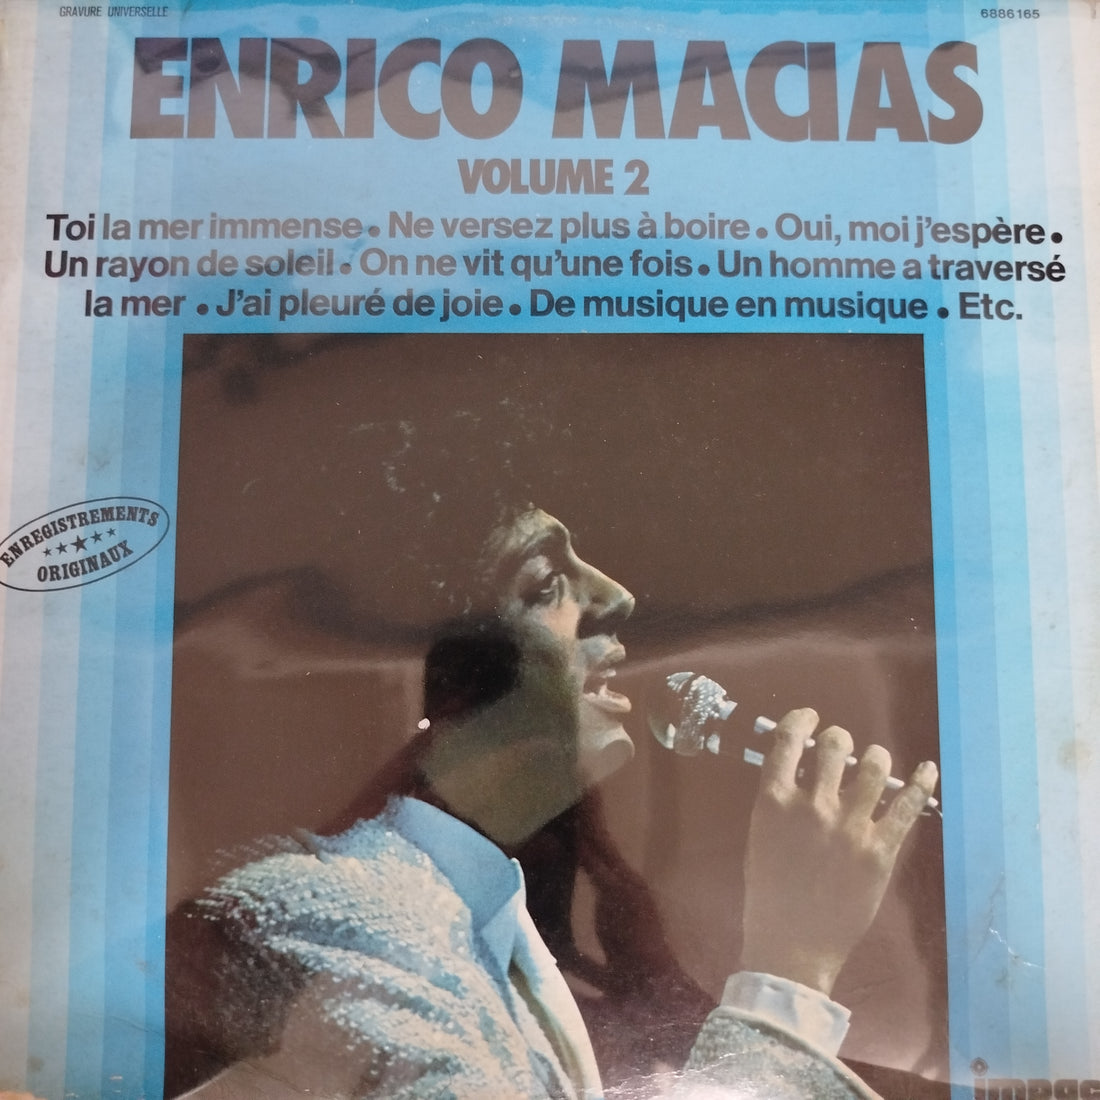 GRAVURE UNIVERSELLE
6886165
ENRICO MACIAS
VOLUME 2
Toi la mer immense • Ne versez plus à boire • Oui, moi j'espère •
Un rayon de soleil • On ne vit qu'une fois • Un homme a traversé
la mer • J'ai pleuré de joie • De musique en musique • Etc.
ENREGISTREMENTS
ORIGINAUX